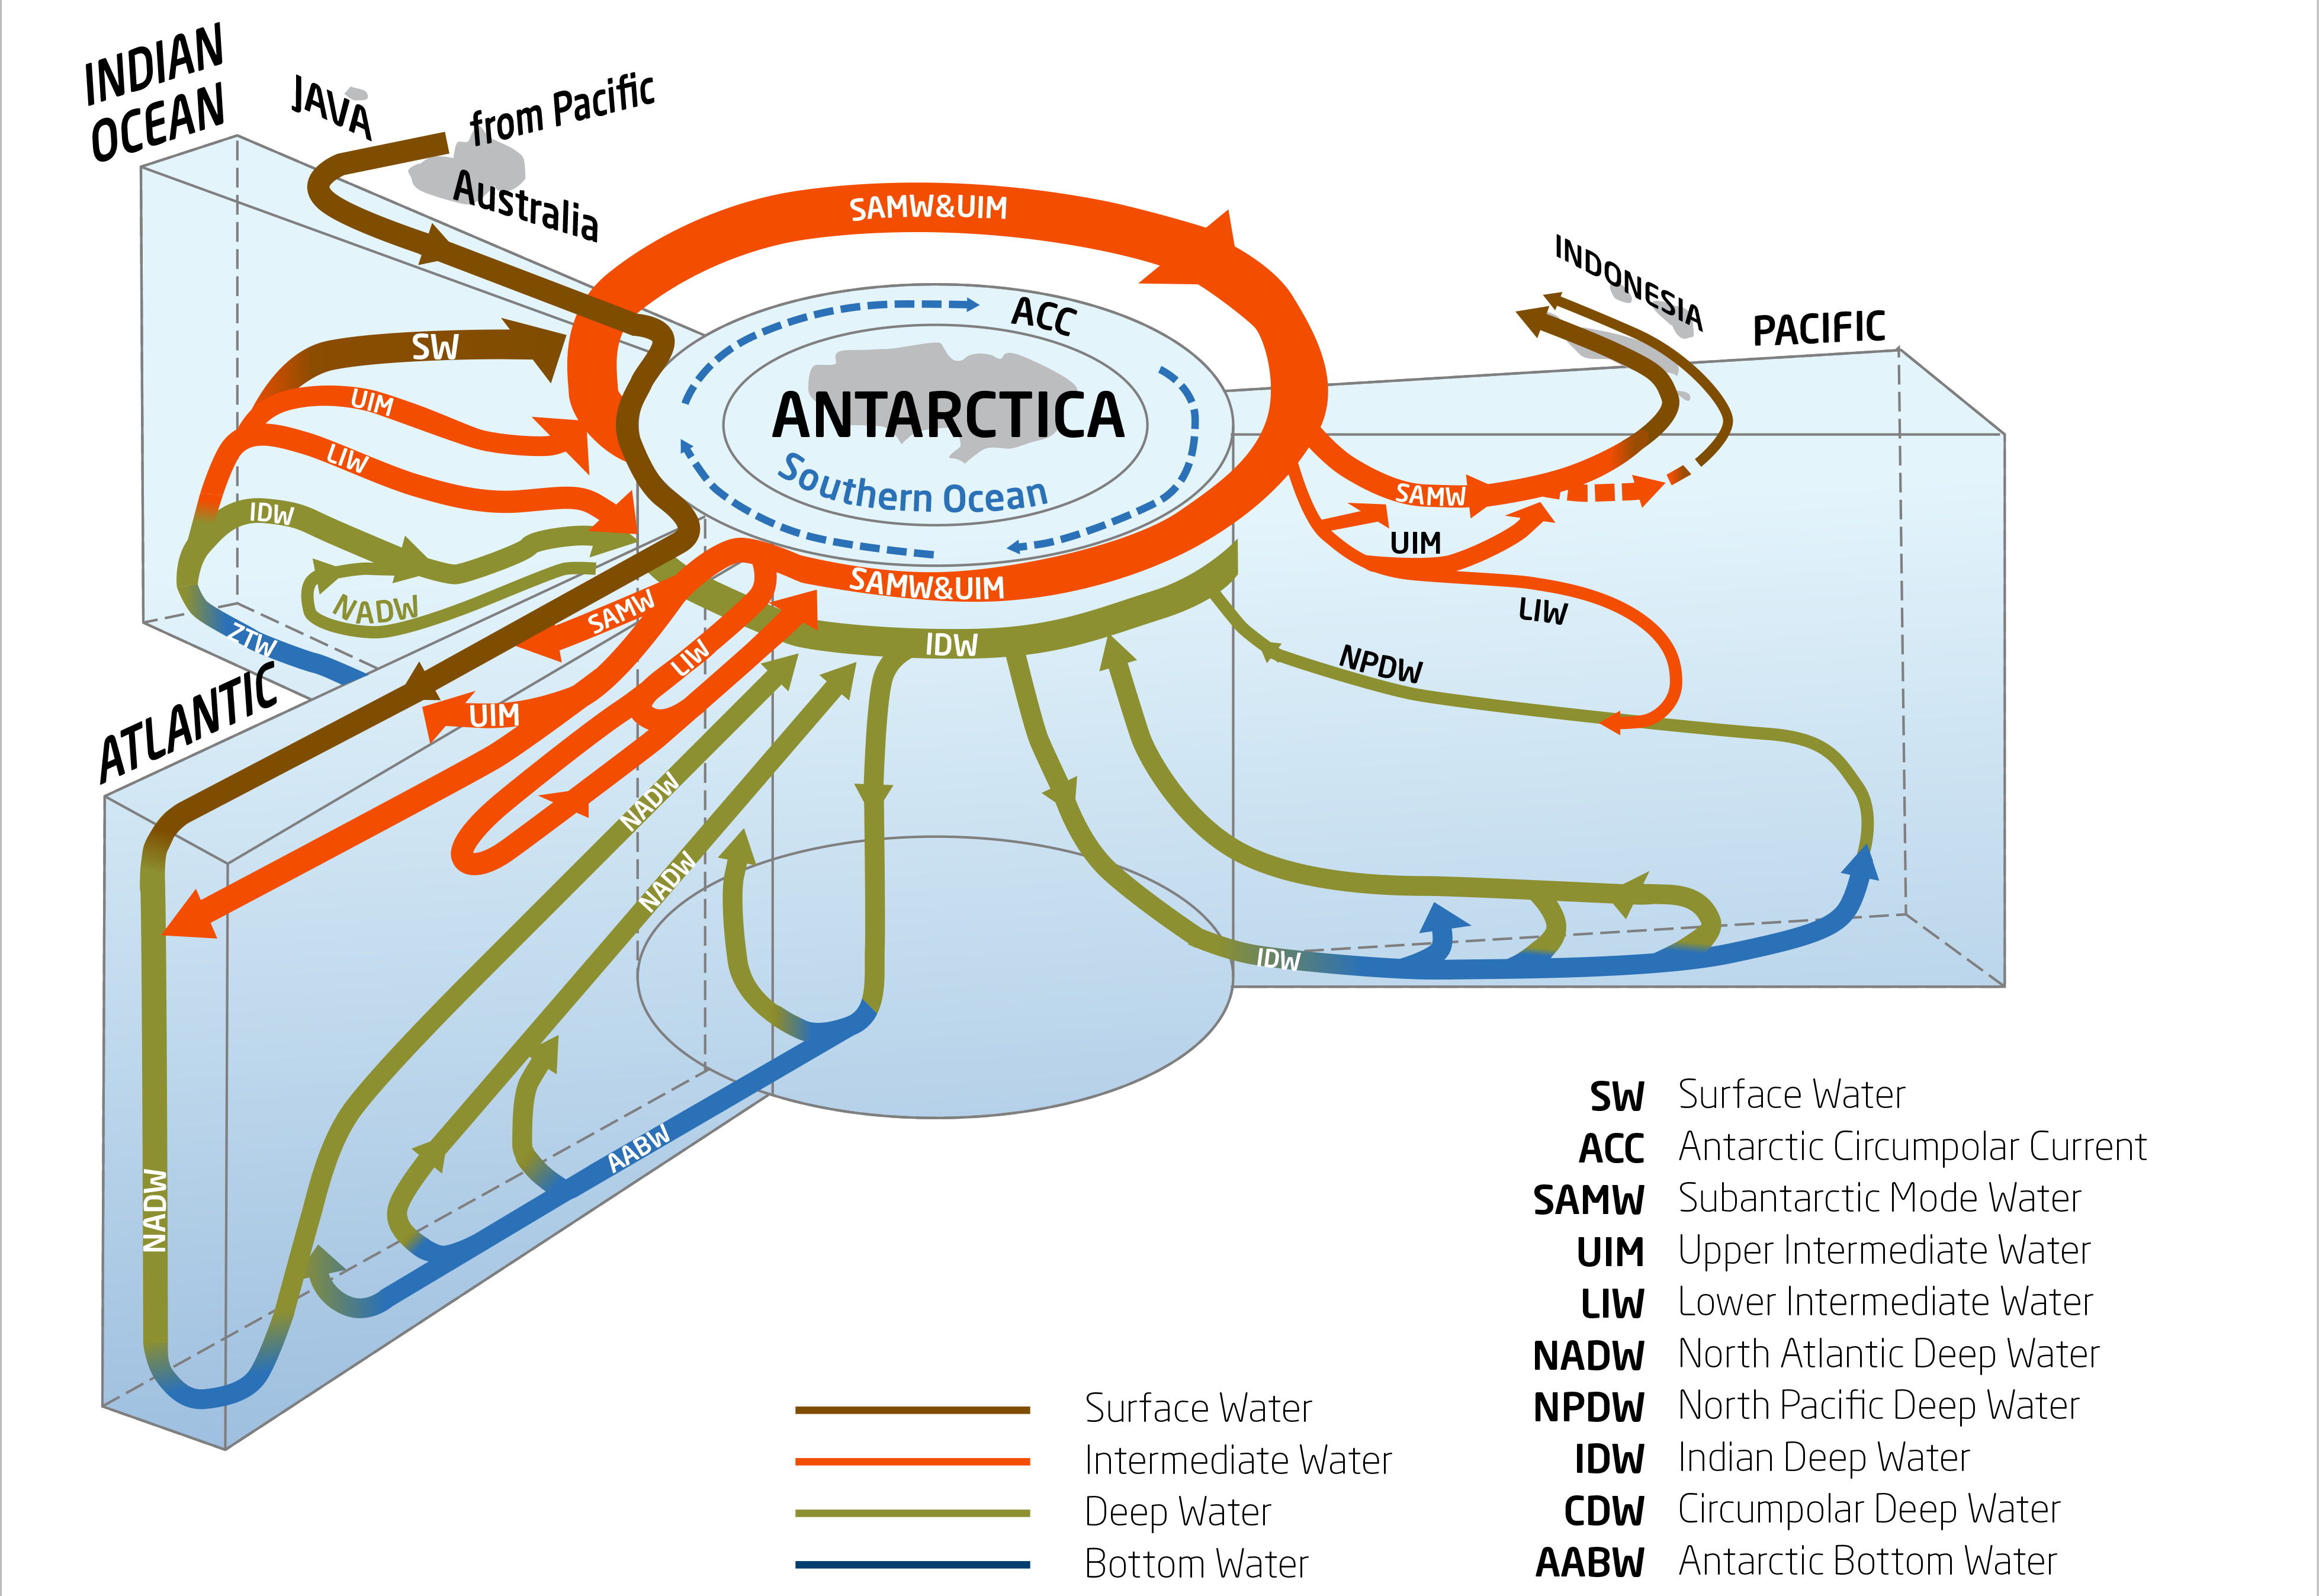 INDIAN
OCEAN
JAVA
from Pacific
Australia
SAMW&UIM
ACC
INDONESIA
PACIFIC
SW
UIM
LIW
IDW
NADW
ZTW
ANTARCTICA
Southern Ocean
SAMW
UIM
LIW
NPDW
SAMW&UIM
IDW
SAMW
LIW
UIM
ATLANTIC
NADW
NADW
IDW
AABW
NADW
SW Surface Water
ACC Antarctic Circumpolar Current
SAMW Subantarctic Mode Water
UIM Upper Intermediate Water
LIW Lower Intermediate Water
NADW North Atlantic Deep Water
NPDW North Pacific Deep Water
IDW Indian Deep Water
CDW Circumpolar Deep Water
AABW Antarctic Bottom Water
Surface Water
Intermediate Water
Deep Water
Bottom Water